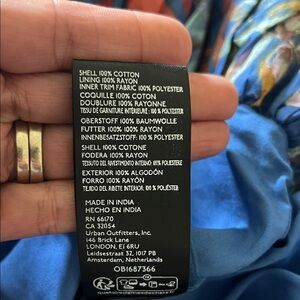 SHELL 100% COTTON
LINING 100% RAYON
INNER TRIM FABRIC 100% POLYESTER
COQUILLE 100% COTON
DOUBLURE 100% RAYONNE
TISSU DE GARNITURE INTÉRIEURE: 100% POLYESTER
OBERSTOFF 100% BAUMWOLLE
FUTTER 100% RAYON
INNENBESATZSTOFF: 100% POLYESTER
SHELL 100% COTONE
FODERA 100% RAYON
TESSUTO DEL RIVESTIMENTO INTERNO: 100% POLIESTERE
EXTERIOR 100% ALGODÓN
FORRO 100% RAYÓN
TEJIDO DEL RIBETE INTERIOR: 100% POLIÉSTER
MADE IN INDIA
HECHO EN INDIA
RN 66170
CA 32054
Urban Outfitters, Inc.
146 Brick Lane
LONDON, E1 6RU
Leidsestraat 32, 1017 PB
Amsterdam, Netherlands
OB1687366